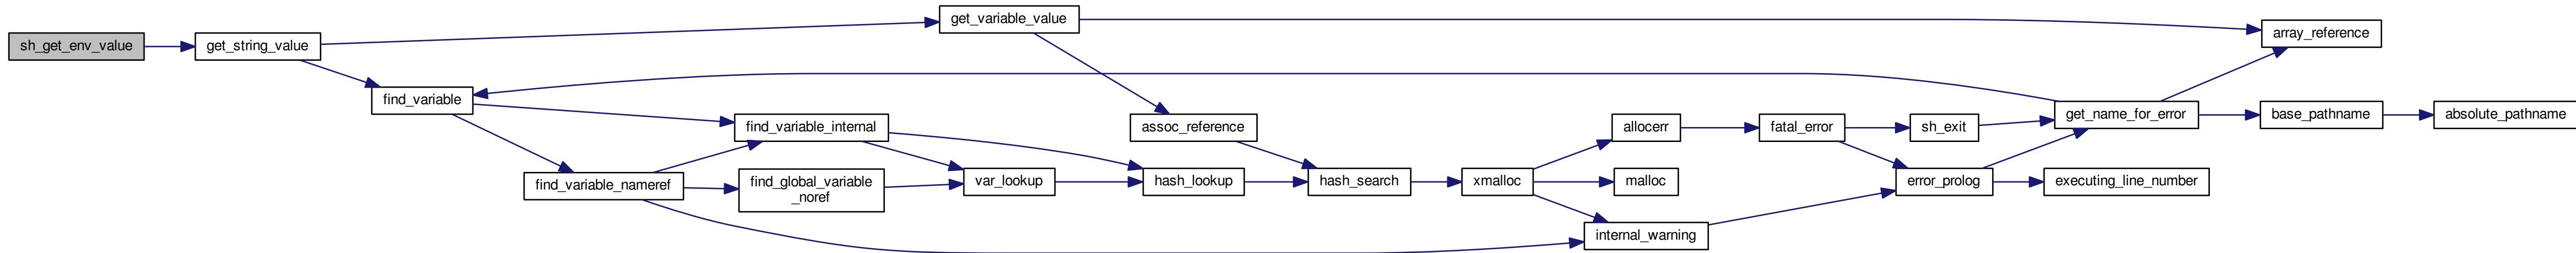 sh_get_env_value
get_string_value
get_variable_value
array_reference
find_variable
find_variable_internal
assoc_reference
allocerr
fatal_error
sh_exit
get_name_for_error
base_pathname
absolute_pathname
find_variable_nameref
find_global_variable
_noref
var_lookup
hash_lookup
hash_search
xmalloc
malloc
error_prolog
executing_line_number
internal_warning